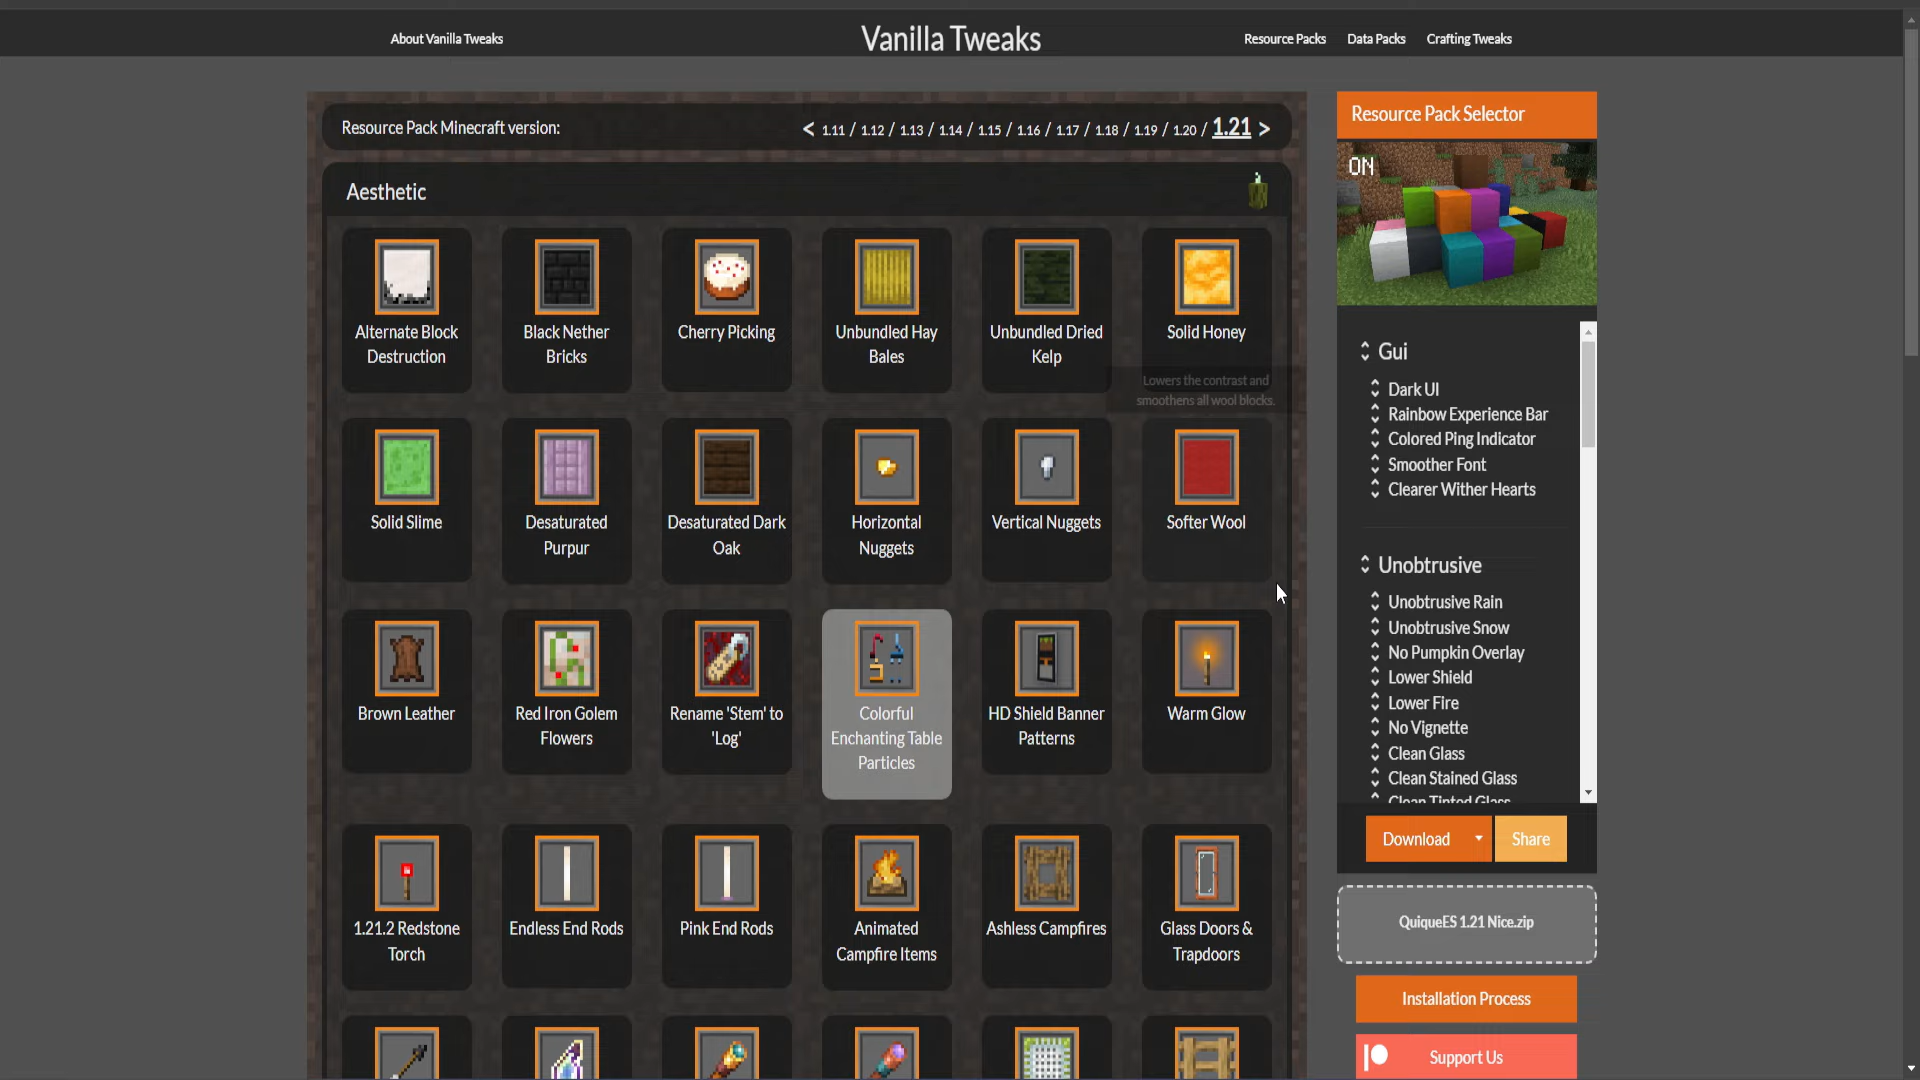 About Vanilla Tweaks
Vanilla Tweaks
Resource Packs
Data Packs
Crafting Tweaks
Resource Pack Minecraft version:
< 1.11 / 1.12 / 1.13 / 1.14 / 1.15 / 1.16 / 1.17 / 1.18 / 1.19 / 1.20 / 1.21 >
Aesthetic
Alternate Block
Destruction
Black Nether
Bricks
Cherry Picking
Unbundled Hay
Bales
Unbundled Dried
Kelp
Solid Honey
Lowers the contrast and
smoothens all wool blocks.
Solid Slime
Desaturated
Purpur
Desaturated Dark
Oak
Horizontal
Nuggets
Vertical Nuggets
Softer Wool
Brown Leather
Red Iron Golem
Flowers
Rename 'Stem' to
'Log'
Colorful
Enchanting Table
Particles
HD Shield Banner
Patterns
Warm Glow
1.21.2 Redstone
Torch
Endless End Rods
Pink End Rods
Animated
Campfire Items
Ashless Campfires
Glass Doors &
Trapdoors
Resource Pack Selector
ON
Gui
Dark UI
Rainbow Experience Bar
Colored Ping Indicator
Smoother Font
Clearer Wither Hearts
Unobtrusive
Unobtrusive Rain
Unobtrusive Snow
No Pumpkin Overlay
Lower Shield
Lower Fire
No Vignette
Clean Glass
Clean Stained Glass
Clean Tinted Glass
Download
Share
QuiqueES 1.21 Nice.zip
Installation Process
Support Us